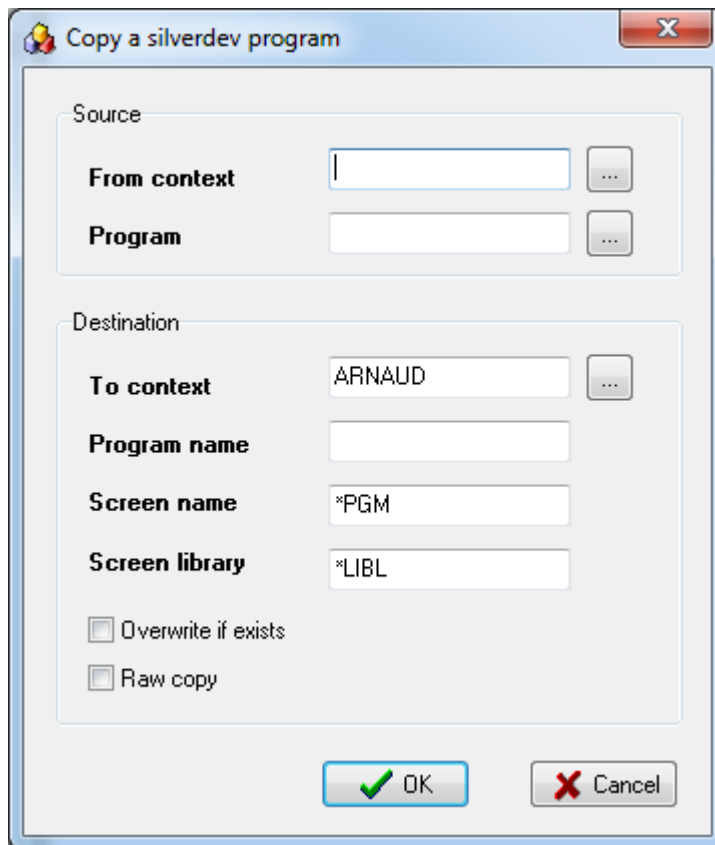 Copy a silverdev program
Source
From context ...
Program ...
Destination
To context ARNAUD ...
Program name
Screen name *PGM
Screen library *LIBL
Overwrite if exists
Raw copy
OK Cancel